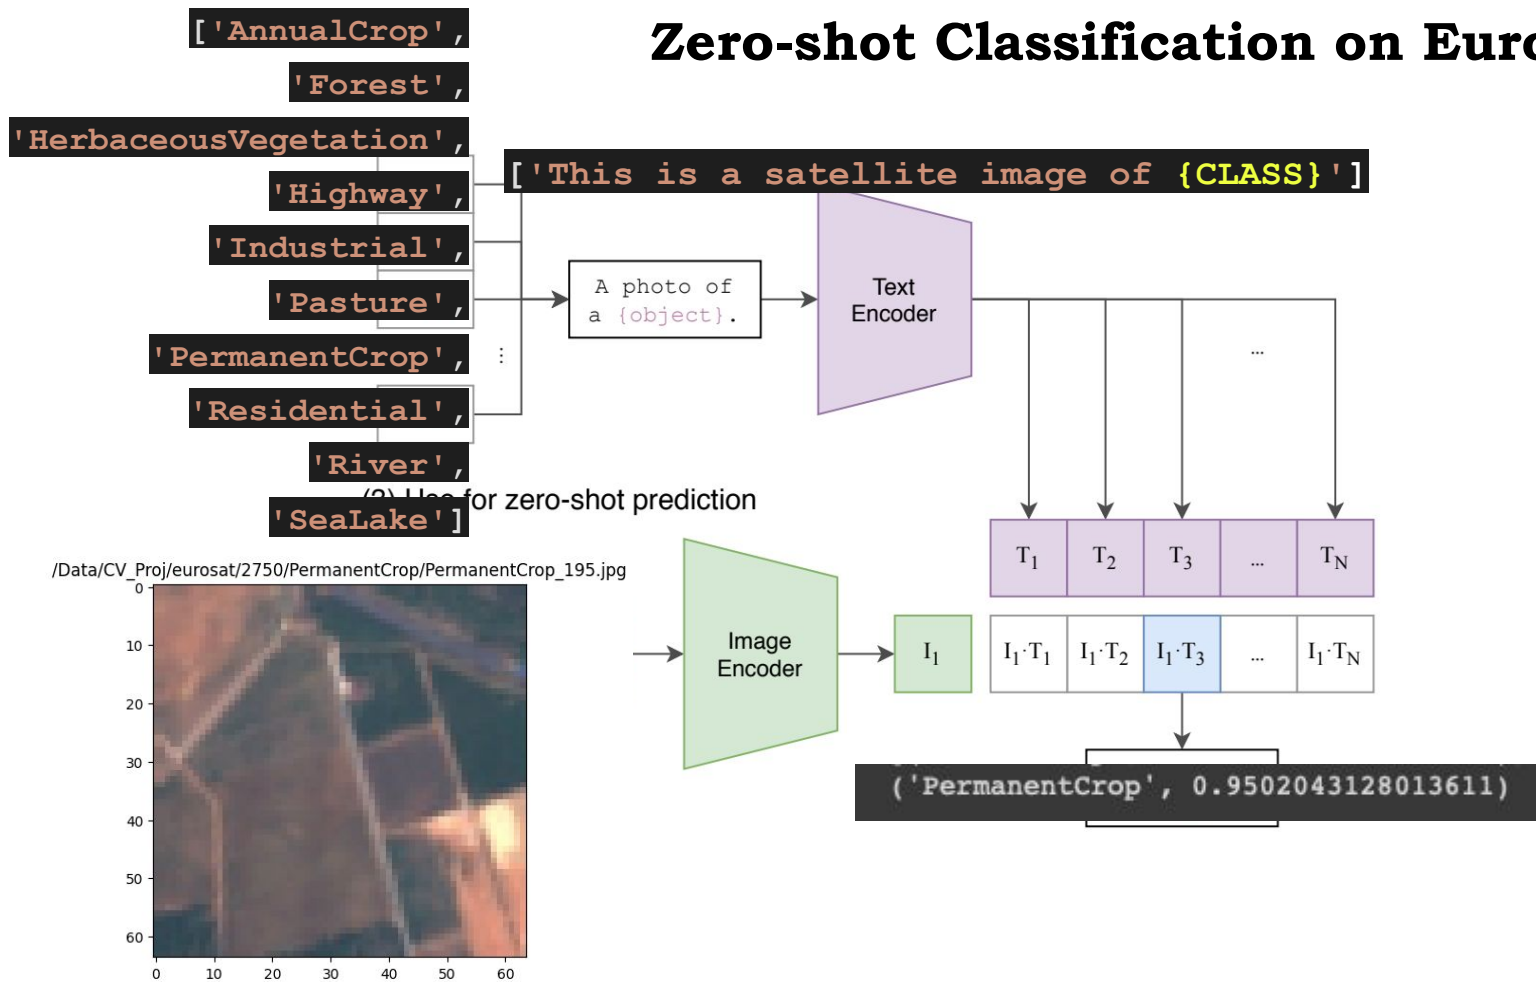 Zero-shot Classification on Euro
['AnnualCrop',
'Forest',
'HerbaceousVegetation',
'Highway',
'Industrial',
'Pasture',
'PermanentCrop',
'Residential',
'River',
'SeaLake']
['This is a satellite image of {CLASS}']
⋮
A photo of
a {object}.
Text
Encoder
...
for zero-shot prediction
T1 T2 T3 ... TN
/Data/CV_Proj/eurosat/2750/PermanentCrop/PermanentCrop_195.jpg
0
10
20
30
40
50
60
0 10 20 30 40 50 60
Image
Encoder
I1
I1·T1 I1·T2 I1·T3 ... I1·TN
('PermanentCrop', 0.9502043128013611)